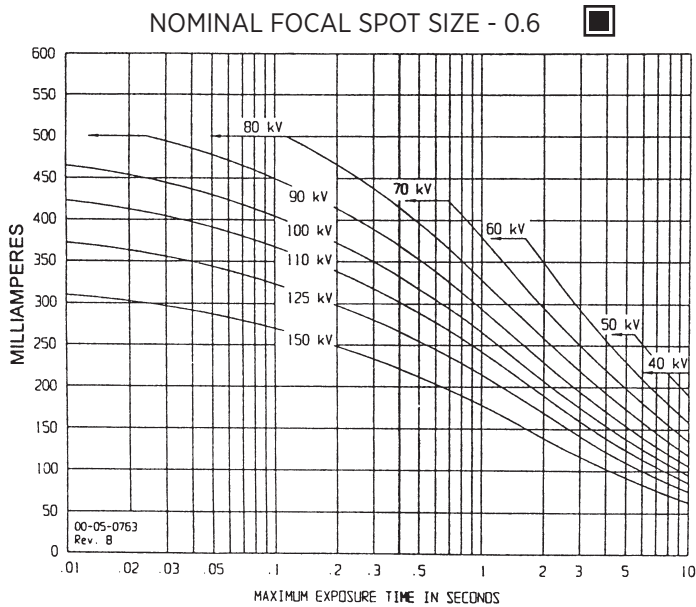 NOMINAL FOCAL SPOT SIZE - 0.6
600
550
500
450
400
350
300
250
200
150
100
50
0
MILLIAMPERES
80 kV
70 kV
90 kV
60 kV
100 kV
110 kV
125 kV
50 kV
150 kV
40 kV
00-05-0763
Rev. B
.01 .02 .03 .05 .1 .2 .3 .5 1 2 3 5 10
MAXIMUM EXPOSURE TIME IN SECONDS